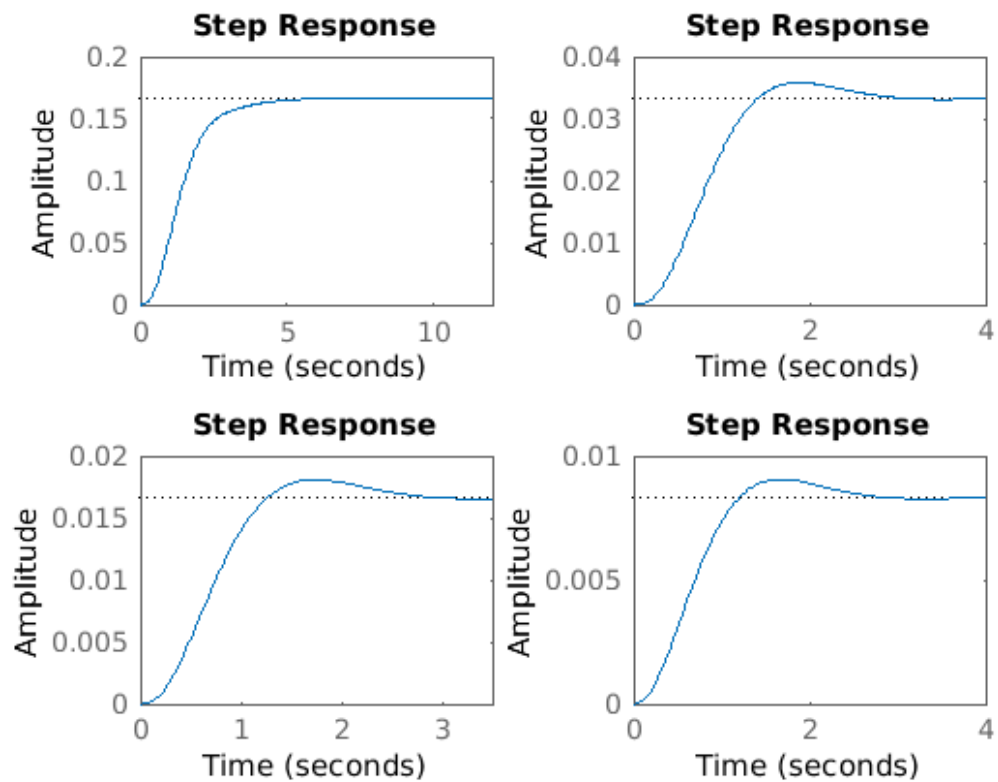 Step Response
Step Response
0.2
0.15
0.1
0.05
0
Amplitude
0
5
10
Time (seconds)
0.04
0.03
0.02
0.01
0
Amplitude
0
2
4
Time (seconds)
Step Response
Step Response
0.02
0.015
0.01
0.005
0
Amplitude
0
1
2
3
Time (seconds)
0.01
0.005
0
Amplitude
0
2
4
Time (seconds)